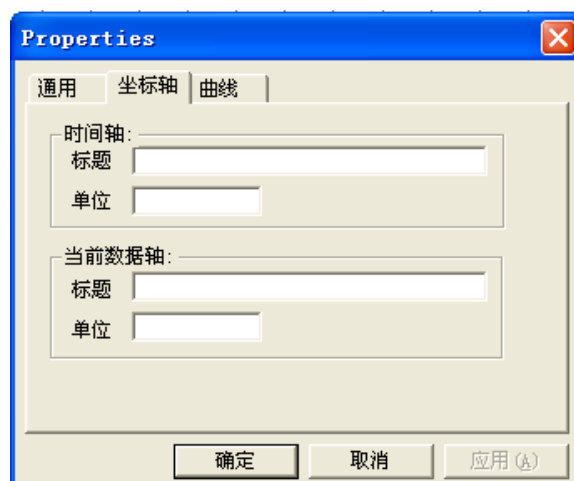 Properties
通用 坐标轴 曲线
时间轴:
标题
单位
当前数据轴:
标题
单位
确定 取消 应用(A)